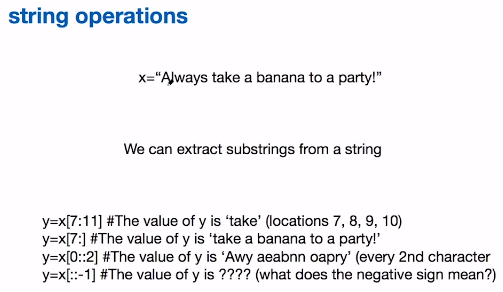 string operations
x=“Always take a banana to a party!”
We can extract substrings from a string
y=x[7:11] #The value of y is ‘take’ (locations 7, 8, 9, 10)
y=x[7:] #The value of y is ‘take a banana to a party!’
y=x[0::2] #The value of y is ‘Awy aeabnn oapry’ (every 2nd character
y=x[::-1] #The value of y is ???? (what does the negative sign mean?)